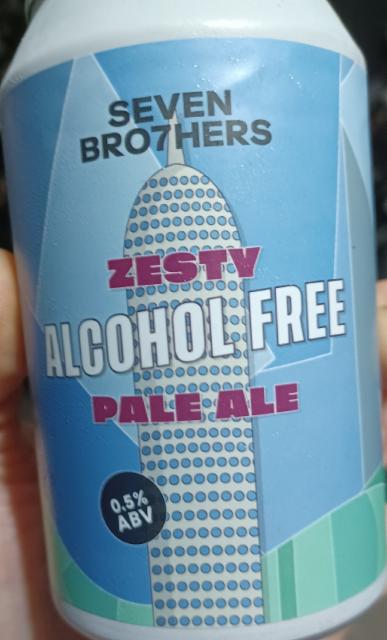 SEVEN
BRO7HERS
ZESTY
ALCOHOL FREE
PALE ALE
0.5%
ABV